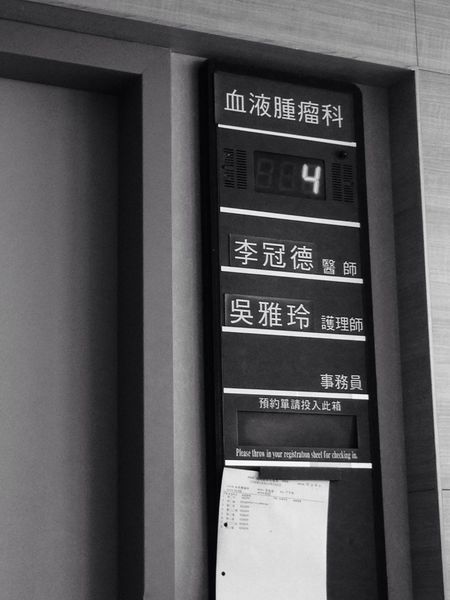 血液腫瘤科
4
李冠德 醫師
吳雅玲 護理師
事務員
預約單請投入此箱
Please throw in your registration sheet for checking in.